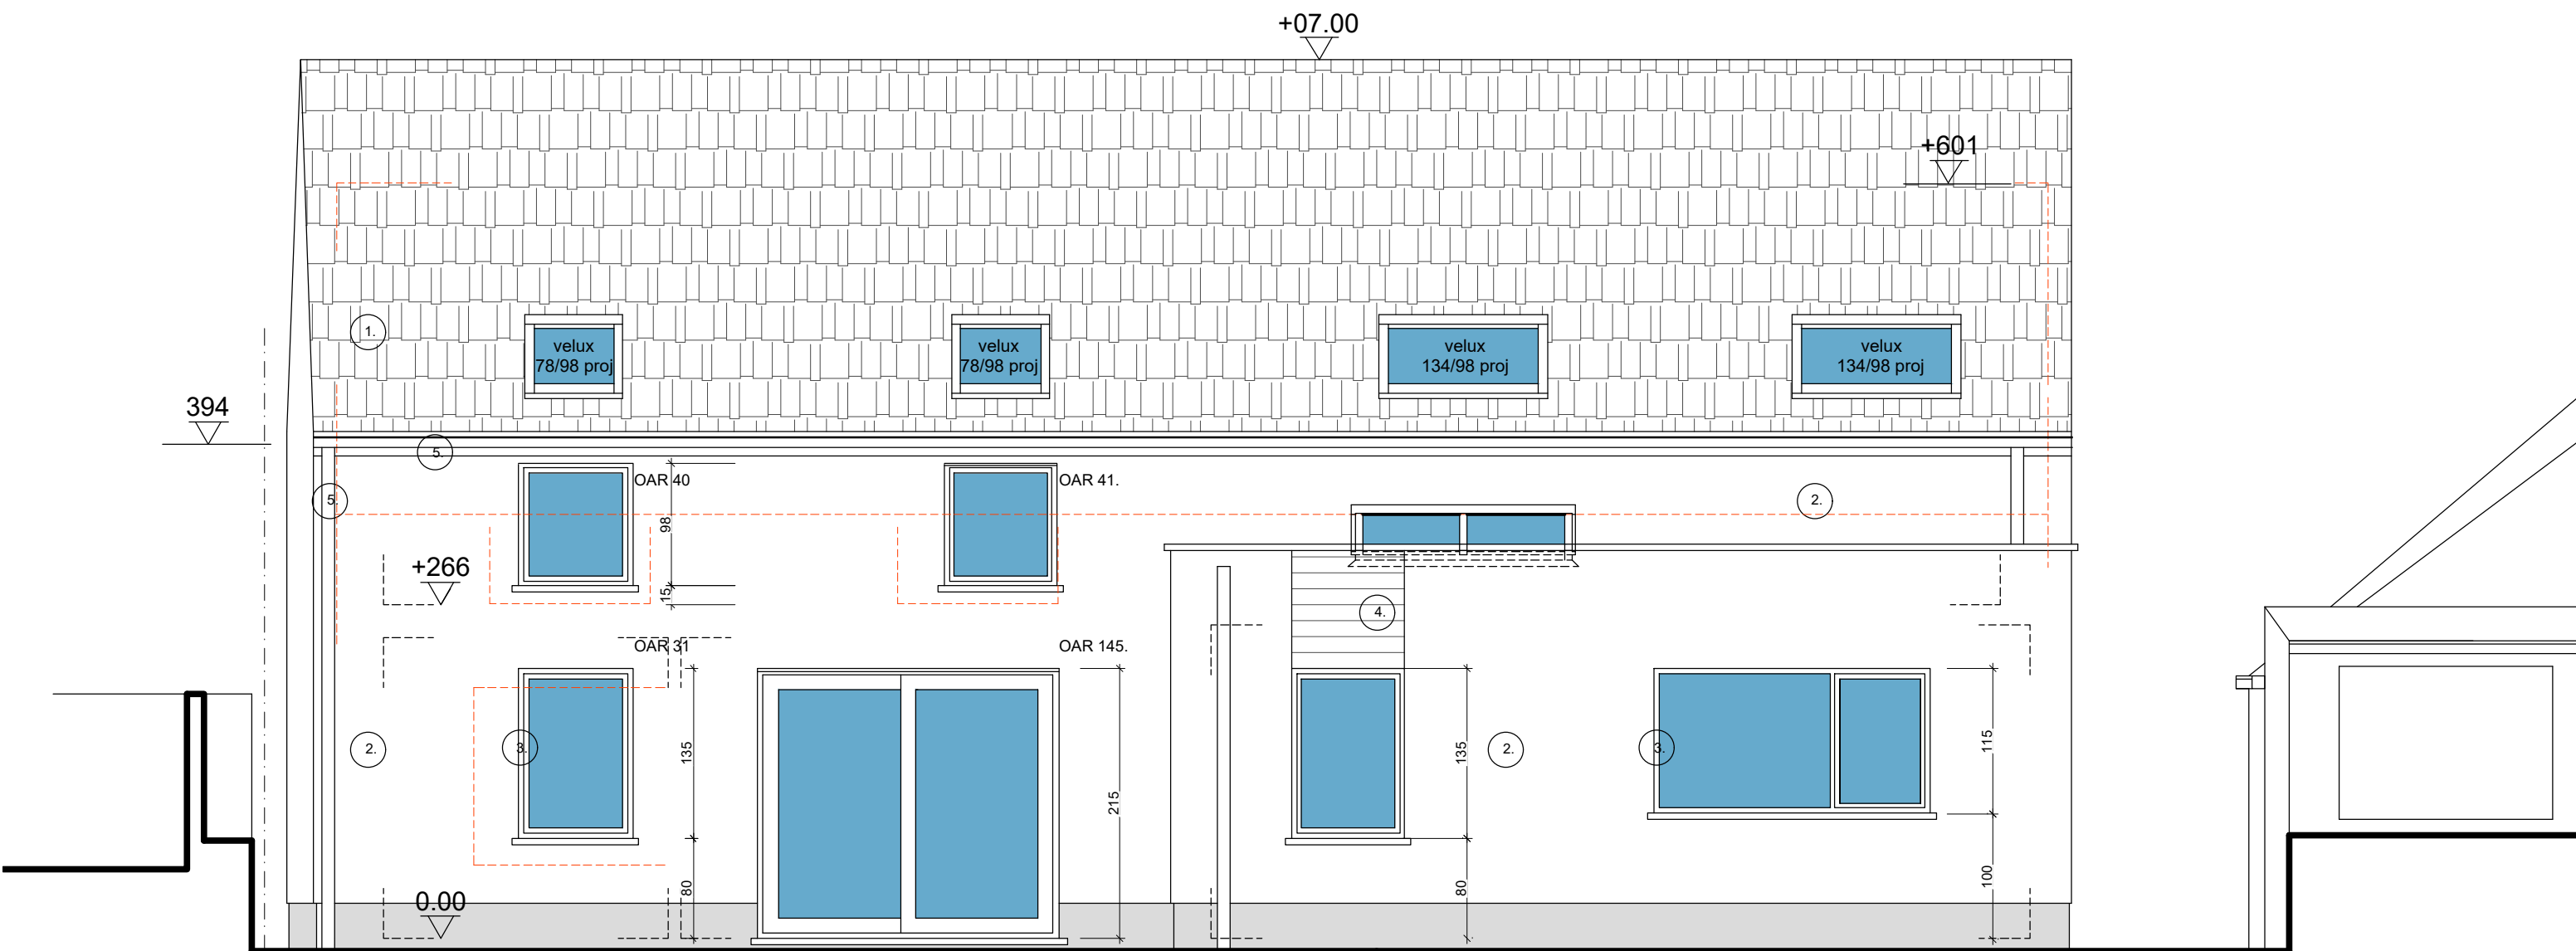 +07.00
+601
1.
velux
78/98 proj
velux
78/98 proj
velux
134/98 proj
velux
134/98 proj
394
5.
OAR 40
OAR 41.
5.
2.
98
+266
15
4.
OAR 31
OAR 145.
2.
3.
135
215
135
2.
3.
115
80
80
100
0.00